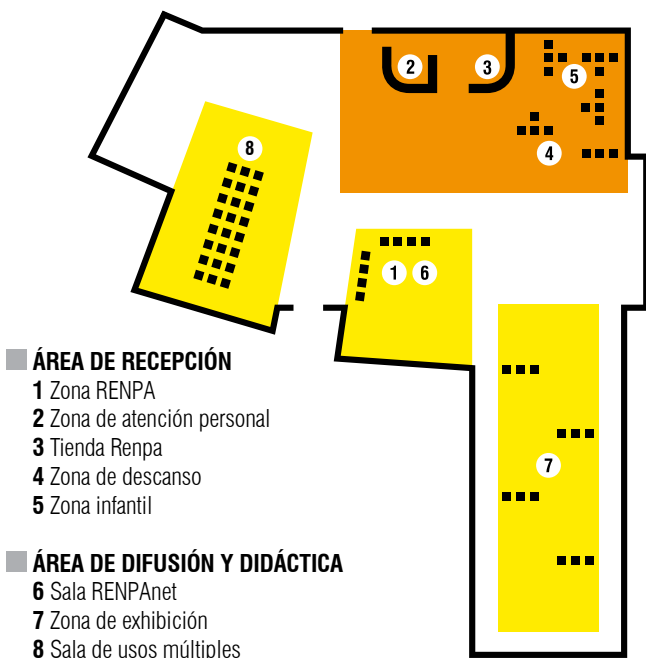 2
3
5
8
4
1 6
7
ÁREA DE RECEPCIÓN
1 Zona RENPA
2 Zona de atención personal
3 Tienda Renpa
4 Zona de descanso
5 Zona infantil
ÁREA DE DIFUSIÓN Y DIDÁCTICA
6 Sala RENPAnet
7 Zona de exhibición
8 Sala de usos múltiples